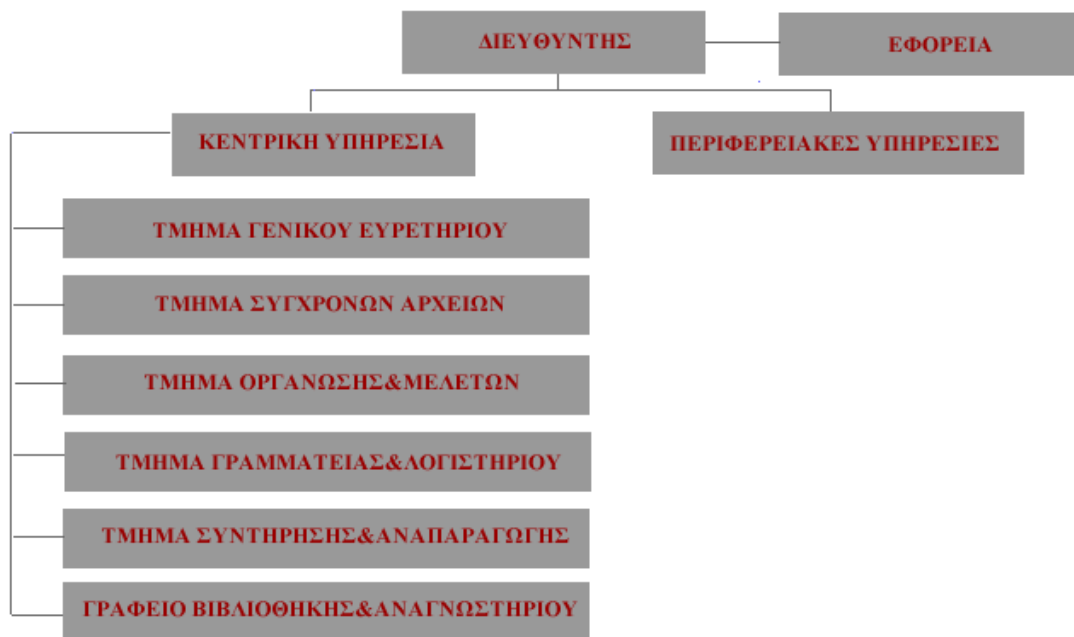 ΔΙΕΥΘΥΝΤΗΣ
ΕΦΟΡΕΙΑ
ΚΕΝΤΡΙΚΗ ΥΠΗΡΕΣΙΑ
ΠΕΡΙΦΕΡΕΙΑΚΕΣ ΥΠΗΡΕΣΙΕΣ
ΤΜΗΜΑ ΓΕΝΙΚΟΥ ΕΥΡΕΤΗΡΙΟΥ
ΤΜΗΜΑ ΣΥΓΧΡΟΝΩΝ ΑΡΧΕΙΩΝ
ΤΜΗΜΑ ΟΡΓΑΝΩΣΗΣ&ΜΕΛΕΤΩΝ
ΤΜΗΜΑ ΓΡΑΜΜΑΤΕΙΑΣ&ΛΟΓΙΣΤΗΡΙΟΥ
ΤΜΗΜΑ ΣΥΝΤΗΡΗΣΗΣ&ΑΝΑΠΑΡΑΓΩΓΗΣ
ΓΡΑΦΕΙΟ ΒΙΒΛΙΟΘΗΚΗΣ&ΑΝΑΓΝΩΣΤΗΡΙΟΥ